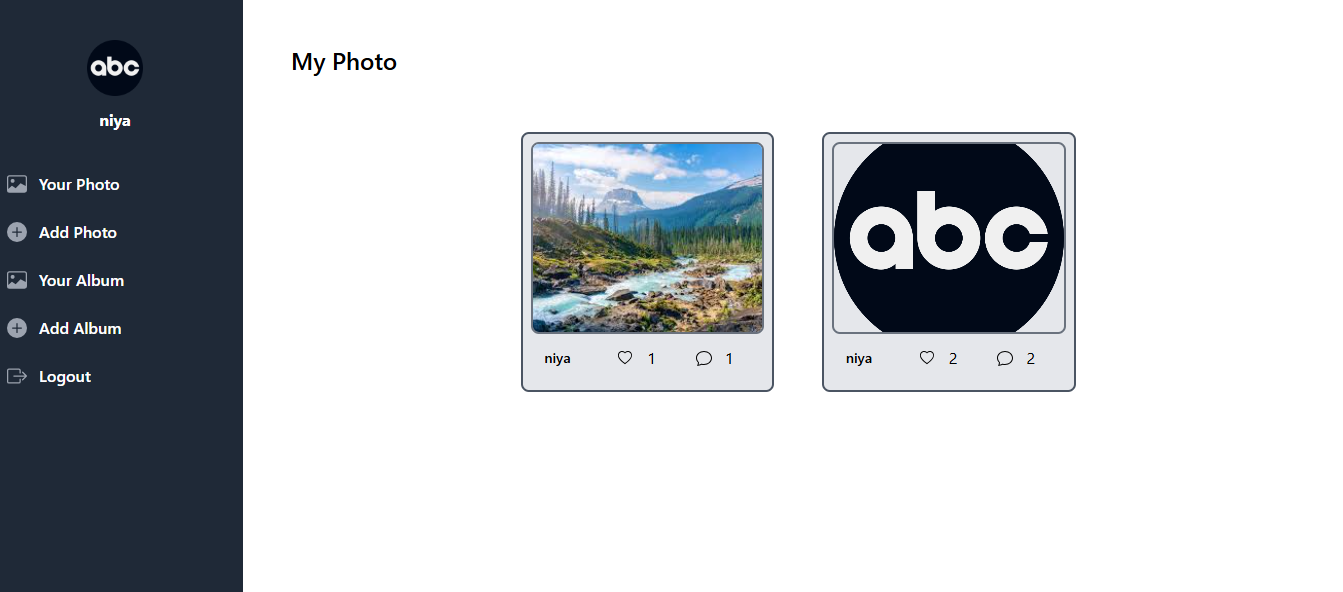 abc
niya
Your Photo
Add Photo
Your Album
Add Album
Logout
My Photo
niya 1 1
abc
niya 2 2